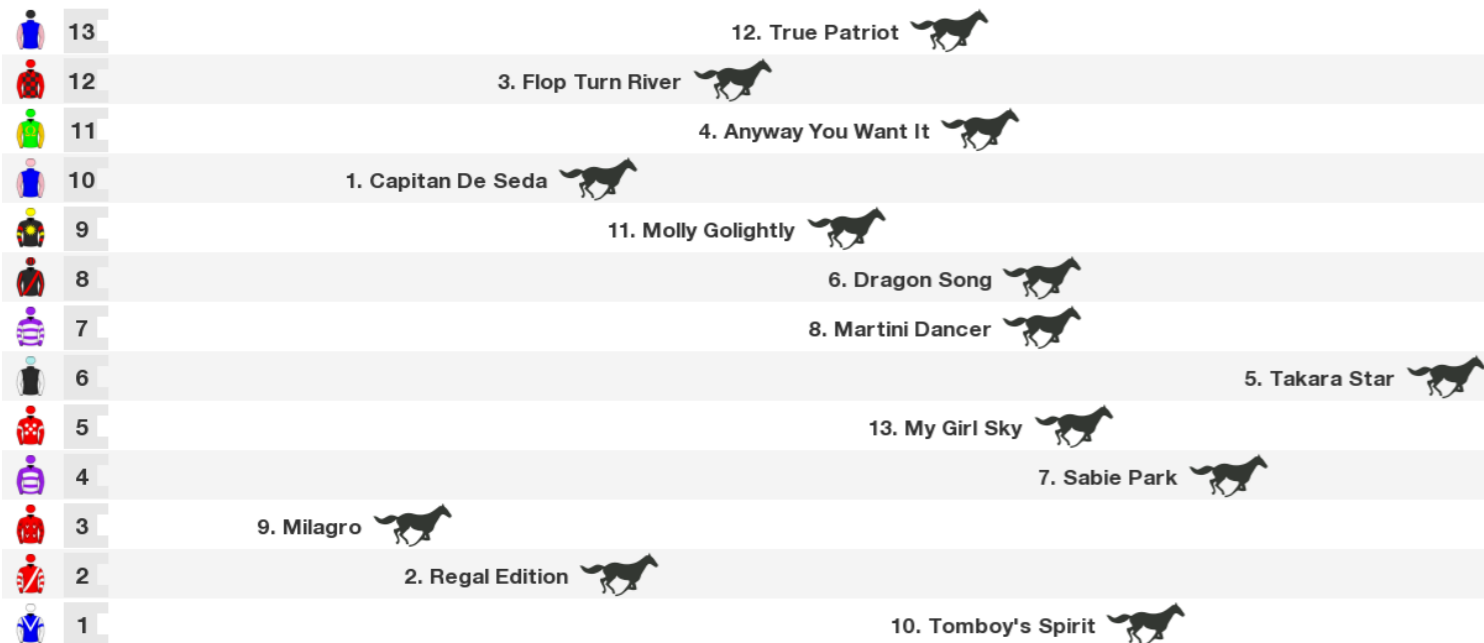 13 12. True Patriot
12 3. Flop Turn River
11 4. Anyway You Want It
10 1. Capitan De Seda
9 11. Molly Golightly
8 6. Dragon Song
7 8. Martini Dancer
6 5. Takara Star
5 13. My Girl Sky
4 7. Sabie Park
3 9. Milagro
2 2. Regal Edition
1 10. Tomboy's Spirit